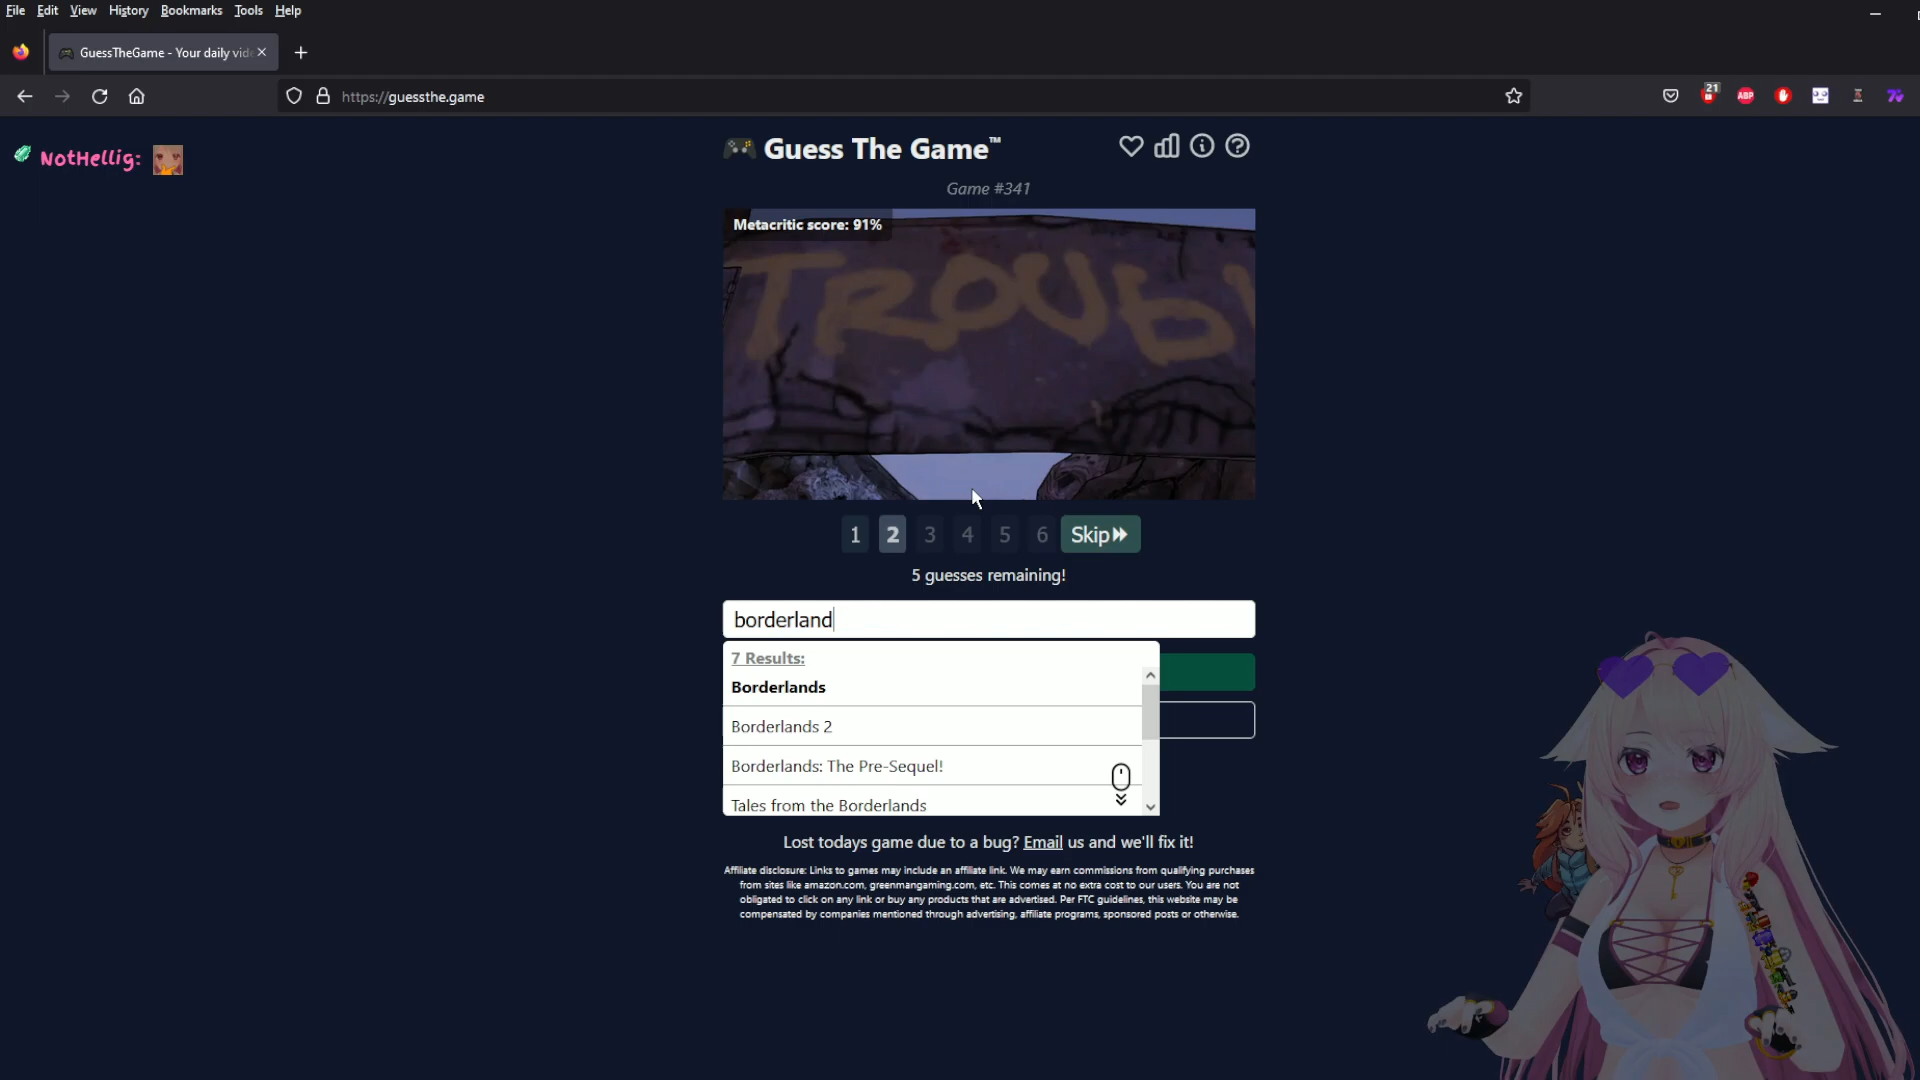 File Edit View History Bookmarks Tools Help
GuessTheGame - Your daily vid
https://guessthe.game
21
ABP
NotHellig:
Guess The Game™
Game #341
Metacritic score: 91%
TROUB
1 2 3 4 5 6 Skip
5 guesses remaining!
borderland
7 Results:
Borderlands
Borderlands 2
Borderlands: The Pre-Sequel!
Tales from the Borderlands
Lost todays game due to a bug? Email us and we'll fix it!
Affiliate disclosure: Links to games may include an affiliate link. We may earn commissions from qualifying purchases
from sites like amazon.com, greenmangaming.com, etc. This comes at no extra cost to our users. You are not
obligated to click on any link or buy any products that are advertised. Per FTC guidelines, this website may be
compensated by companies mentioned through advertising, affiliate programs, sponsored posts or otherwise.